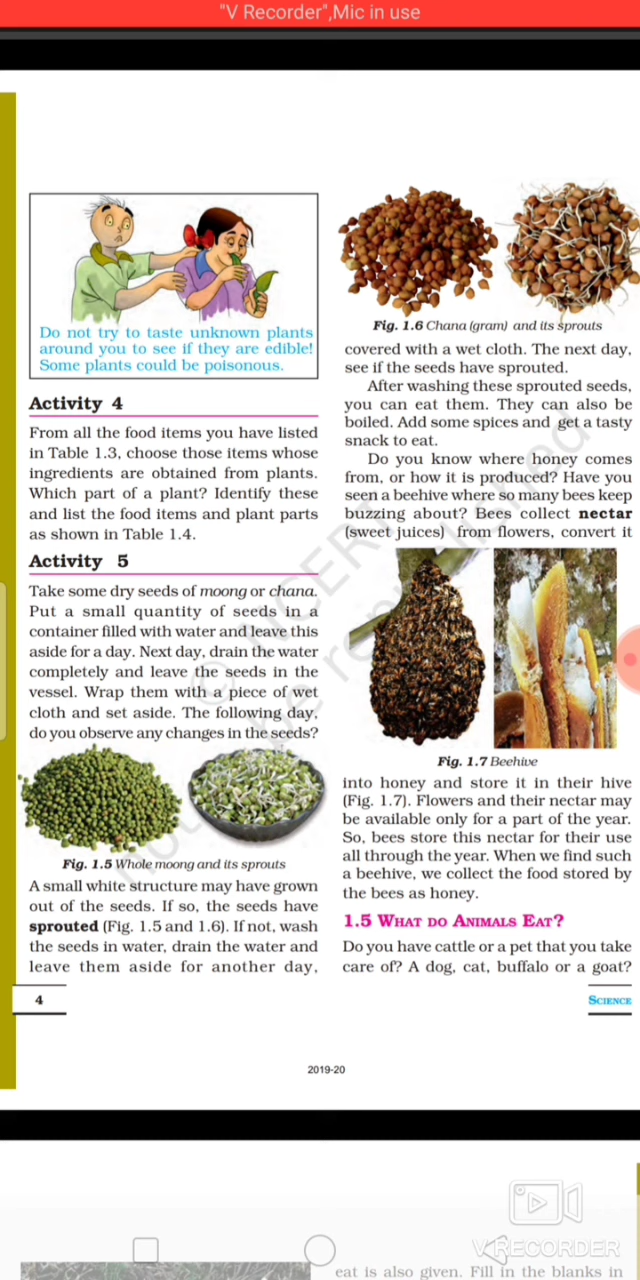 "V Recorder",Mic in use
Do not try to taste unknown plants
around you to see if they are edible!
Some plants could be poisonous.
Activity 4
From all the food items you have listed
in Table 1.3, choose those items whose
ingredients are obtained from plants.
Which part of a plant? Identify these
and list the food items and plant parts
as shown in Table 1.4.
Activity 5
Take some dry seeds of moong or chana.
Put a small quantity of seeds in a
container filled with water and leave this
aside for a day. Next day, drain the water
completely and leave the seeds in the
vessel. Wrap them with a piece of wet
cloth and set aside. The following day,
do you observe any changes in the seeds?
Fig. 1.5 Whole moong and its sprouts
A small white structure may have grown
out of the seeds. If so, the seeds have
sprouted (Fig. 1.5 and 1.6). If not, wash
the seeds in water, drain the water and
leave them aside for another day,
Fig. 1.6 Chana (gram) and its sprouts
covered with a wet cloth. The next day,
see if the seeds have sprouted.
After washing these sprouted seeds,
you can eat them. They can also be
boiled. Add some spices and get a tasty
snack to eat.
Do you know where honey comes
from, or how it is produced? Have you
seen a beehive where so many bees keep
buzzing about? Bees collect nectar
(sweet juices) from flowers, convert it
Fig. 1.7 Beehive
into honey and store it in their hive
(Fig. 1.7). Flowers and their nectar may
be available only for a part of the year.
So, bees store this nectar for their use
all through the year. When we find such
a beehive, we collect the food stored by
the bees as honey.
1.5 WHAT DO ANIMALS EAT?
Do you have cattle or a pet that you take
care of? A dog, cat, buffalo or a goat?
4
SCIENCE
2019-20
© NCERT
not to be republished
V RECORDER
eat is also given. Fill in the blanks in